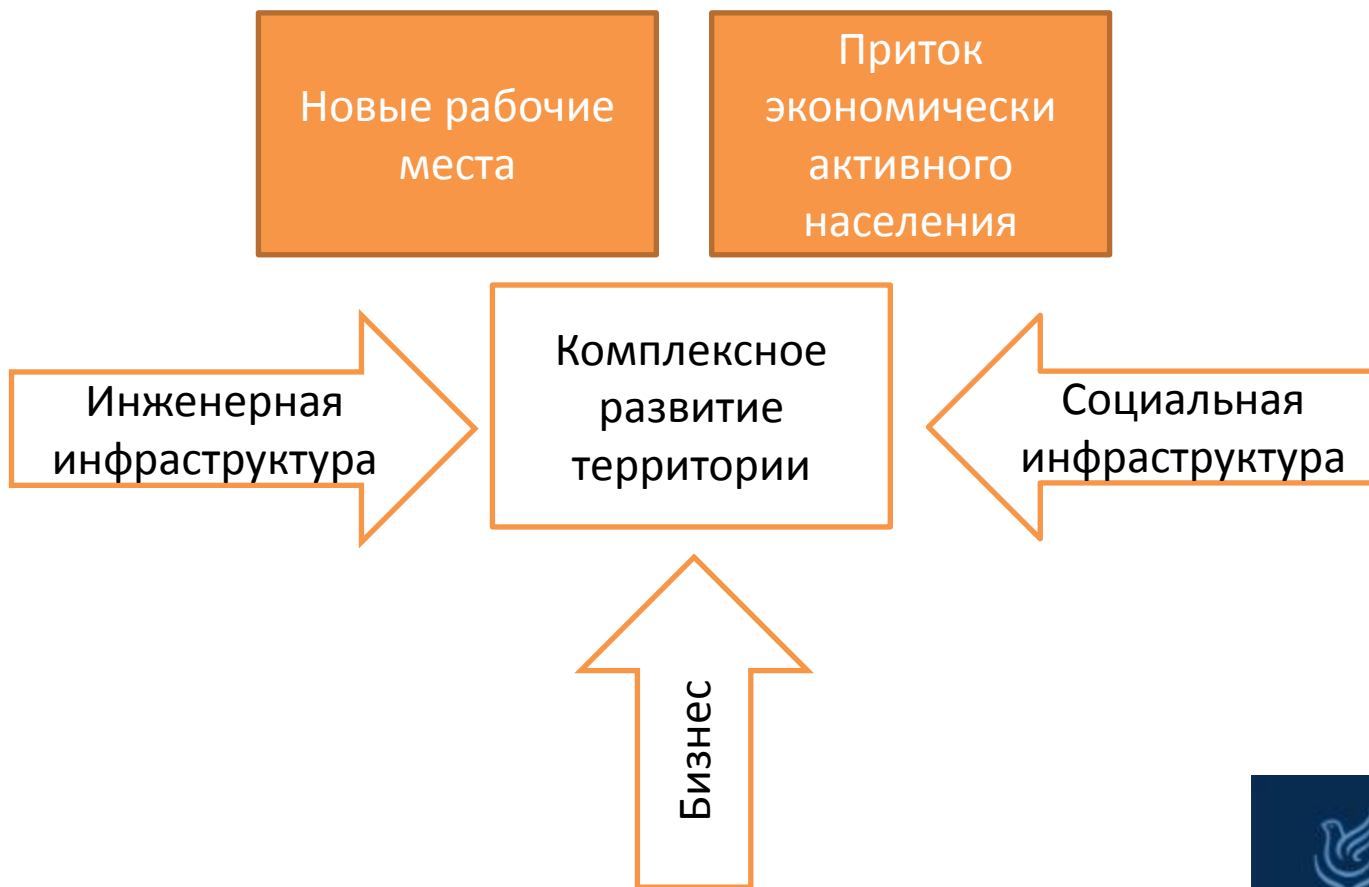 Новые рабочие
места
Приток
экономически
активного
населения
Инженерная
инфраструктура
Комплексное
развитие
территории
Социальная
инфраструктура
Бизнес